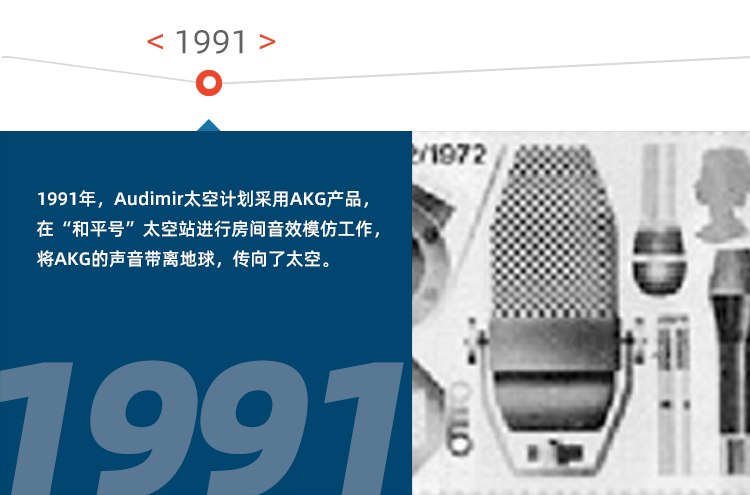 < 1991 >
1991年，Audimir太空计划采用AKG产品，
在“和平号”太空站进行房间音效模仿工作，
将AKG的声音带离地球，传向了太空。
1991
/1972